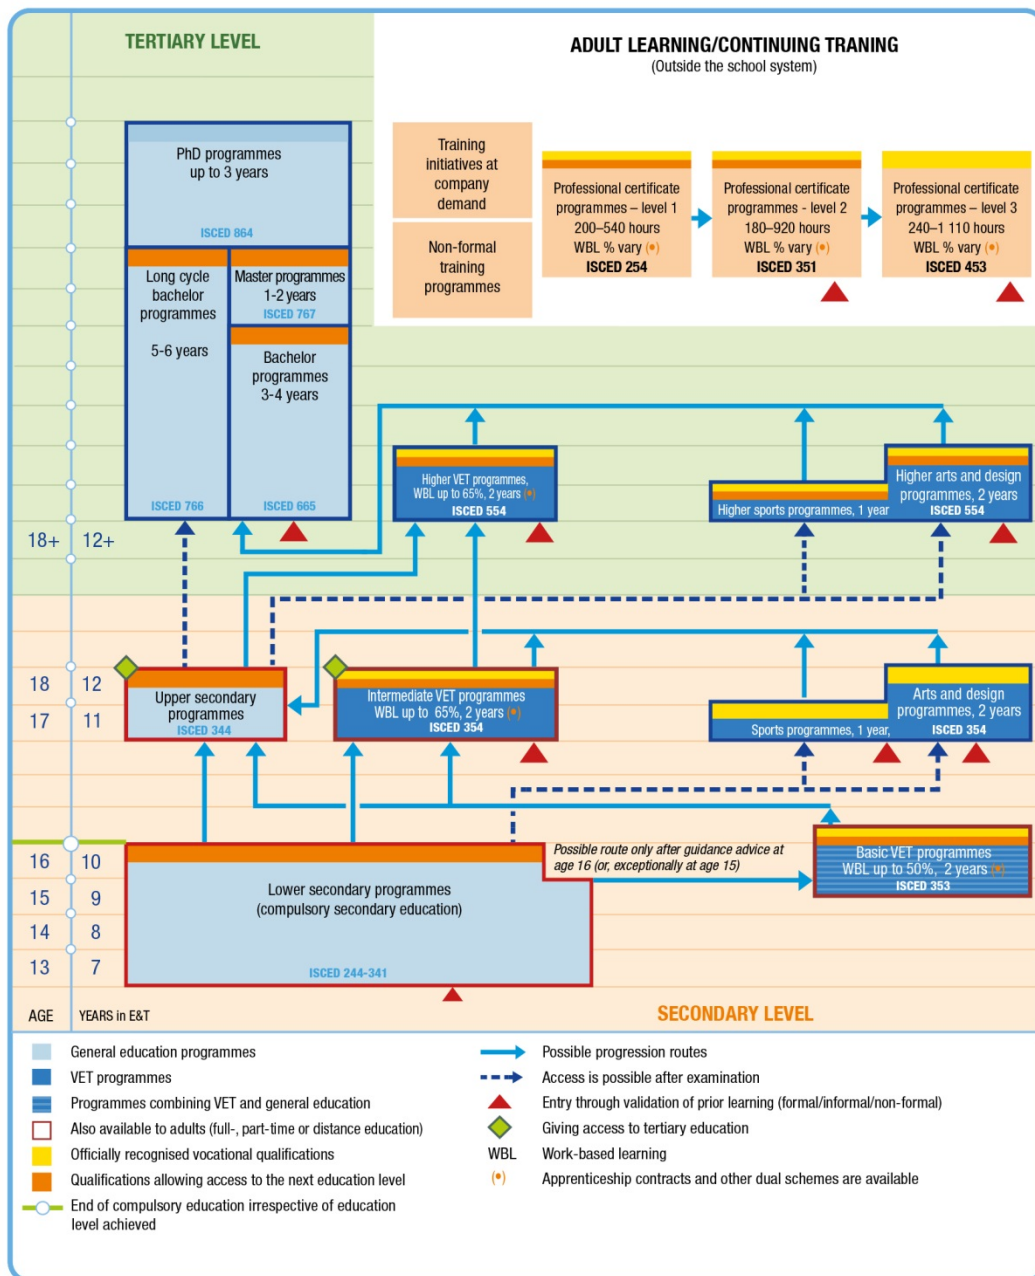 TERTIARY LEVEL
ADULT LEARNING/CONTINUING TRANING
(Outside the school system)
PhD programmes
up to 3 years
ISCED 864
Long cycle
bachelor
programmes
5-6 years
ISCED 766
Master programmes
1-2 years
ISCED 767
Bachelor
programmes
3-4 years
ISCED 665
Training
initiatives at
company
demand
Non-formal
training
programmes
Professional certificate
programmes – level 1
200–540 hours
WBL % vary (•)
ISCED 254
Professional certificate
programmes - level 2
180–920 hours
WBL % vary (•)
ISCED 351
Professional certificate
programmes – level 3
240–1 110 hours
WBL % vary (•)
ISCED 453
Higher VET programmes,
WBL up to 65%, 2 years (•)
ISCED 554
Higher sports programmes, 1 year
Higher arts and design
programmes, 2 years
ISCED 554
18+ 12+
18 12
17 11
Upper secondary
programmes
ISCED 344
Intermediate VET programmes
WBL up to 65%, 2 years (•)
ISCED 354
Sports programmes, 1 year,
Arts and design
programmes, 2 years
ISCED 354
16 10
15 9
14 8
13 7
Lower secondary programmes
(compulsory secondary education)
ISCED 244-341
Possible route only after guidance advice at
age 16 (or, exceptionally at age 15)
Basic VET programmes
WBL up to 50%, 2 years (•)
ISCED 353
AGE YEARS in E&T
SECONDARY LEVEL
General education programmes
VET programmes
Programmes combining VET and general education
Also available to adults (full-, part-time or distance education)
Officially recognised vocational qualifications
Qualifications allowing access to the next education level
End of compulsory education irrespective of education
level achieved
Possible progression routes
Access is possible after examination
Entry through validation of prior learning (formal/informal/non-formal)
Giving access to tertiary education
WBL Work-based learning
(•) Apprenticeship contracts and other dual schemes are available